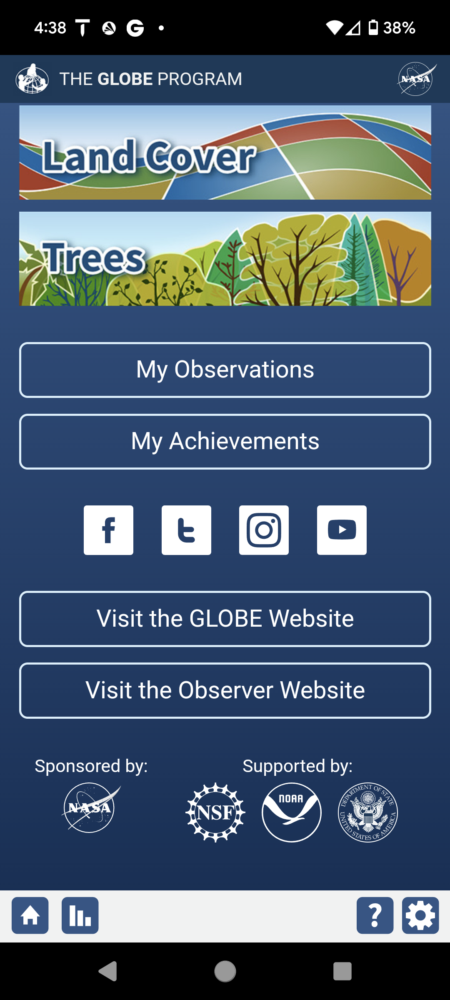 4:38
38%
THE GLOBE PROGRAM
NASA
Land Cover
Trees
My Observations
My Achievements
Visit the GLOBE Website
Visit the Observer Website
Sponsored by:
Supported by:
NASA
NSF
NOAA
DEPARTMENT OF STATE
UNITED STATES OF AMERICA